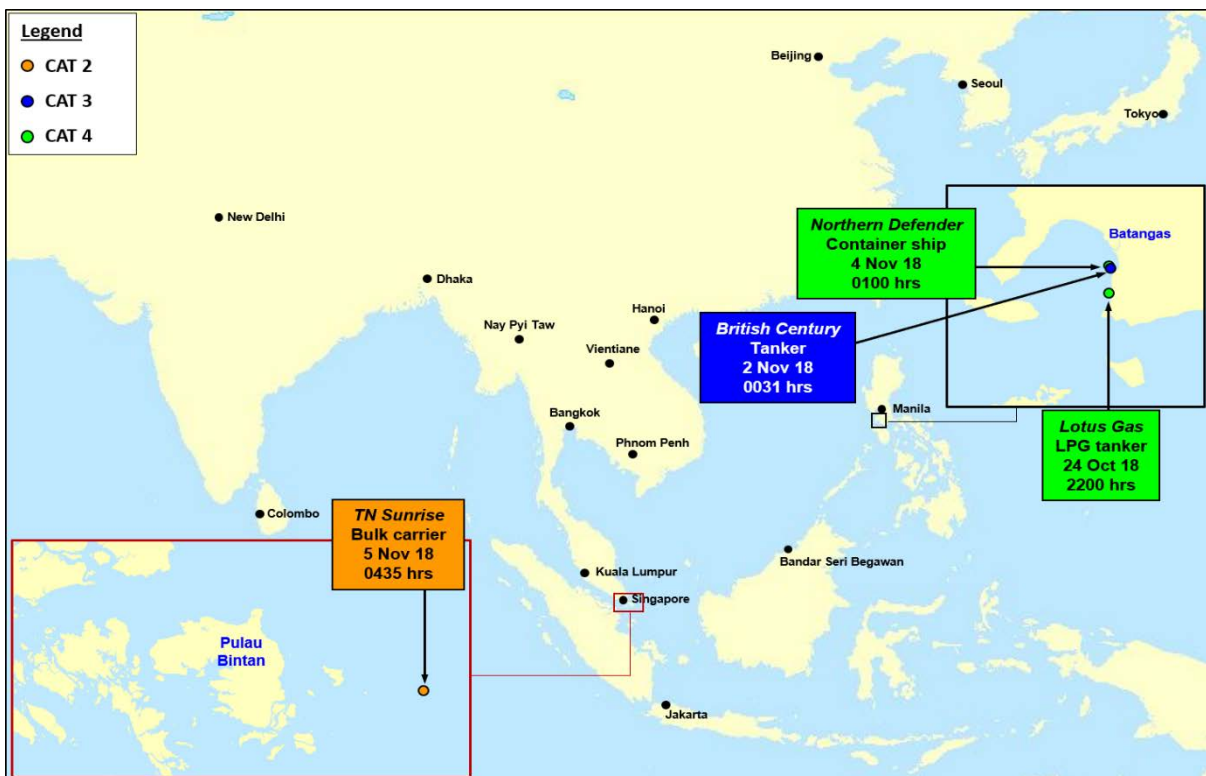 Legend
CAT 2
CAT 3
CAT 4
Beijing
Seoul
Tokyo
New Delhi
Northern Defender
Container ship
4 Nov 18
0100 hrs
Batangas
Dhaka
Hanoi
Nay Pyi Taw
Vientiane
British Century
Tanker
2 Nov 18
0031 hrs
Manila
Bangkok
Phnom Penh
Lotus Gas
LPG tanker
24 Oct 18
2200 hrs
Colombo
TN Sunrise
Bulk carrier
5 Nov 18
0435 hrs
Bandar Seri Begawan
Kuala Lumpur
Singapore
Pulau
Bintan
Jakarta